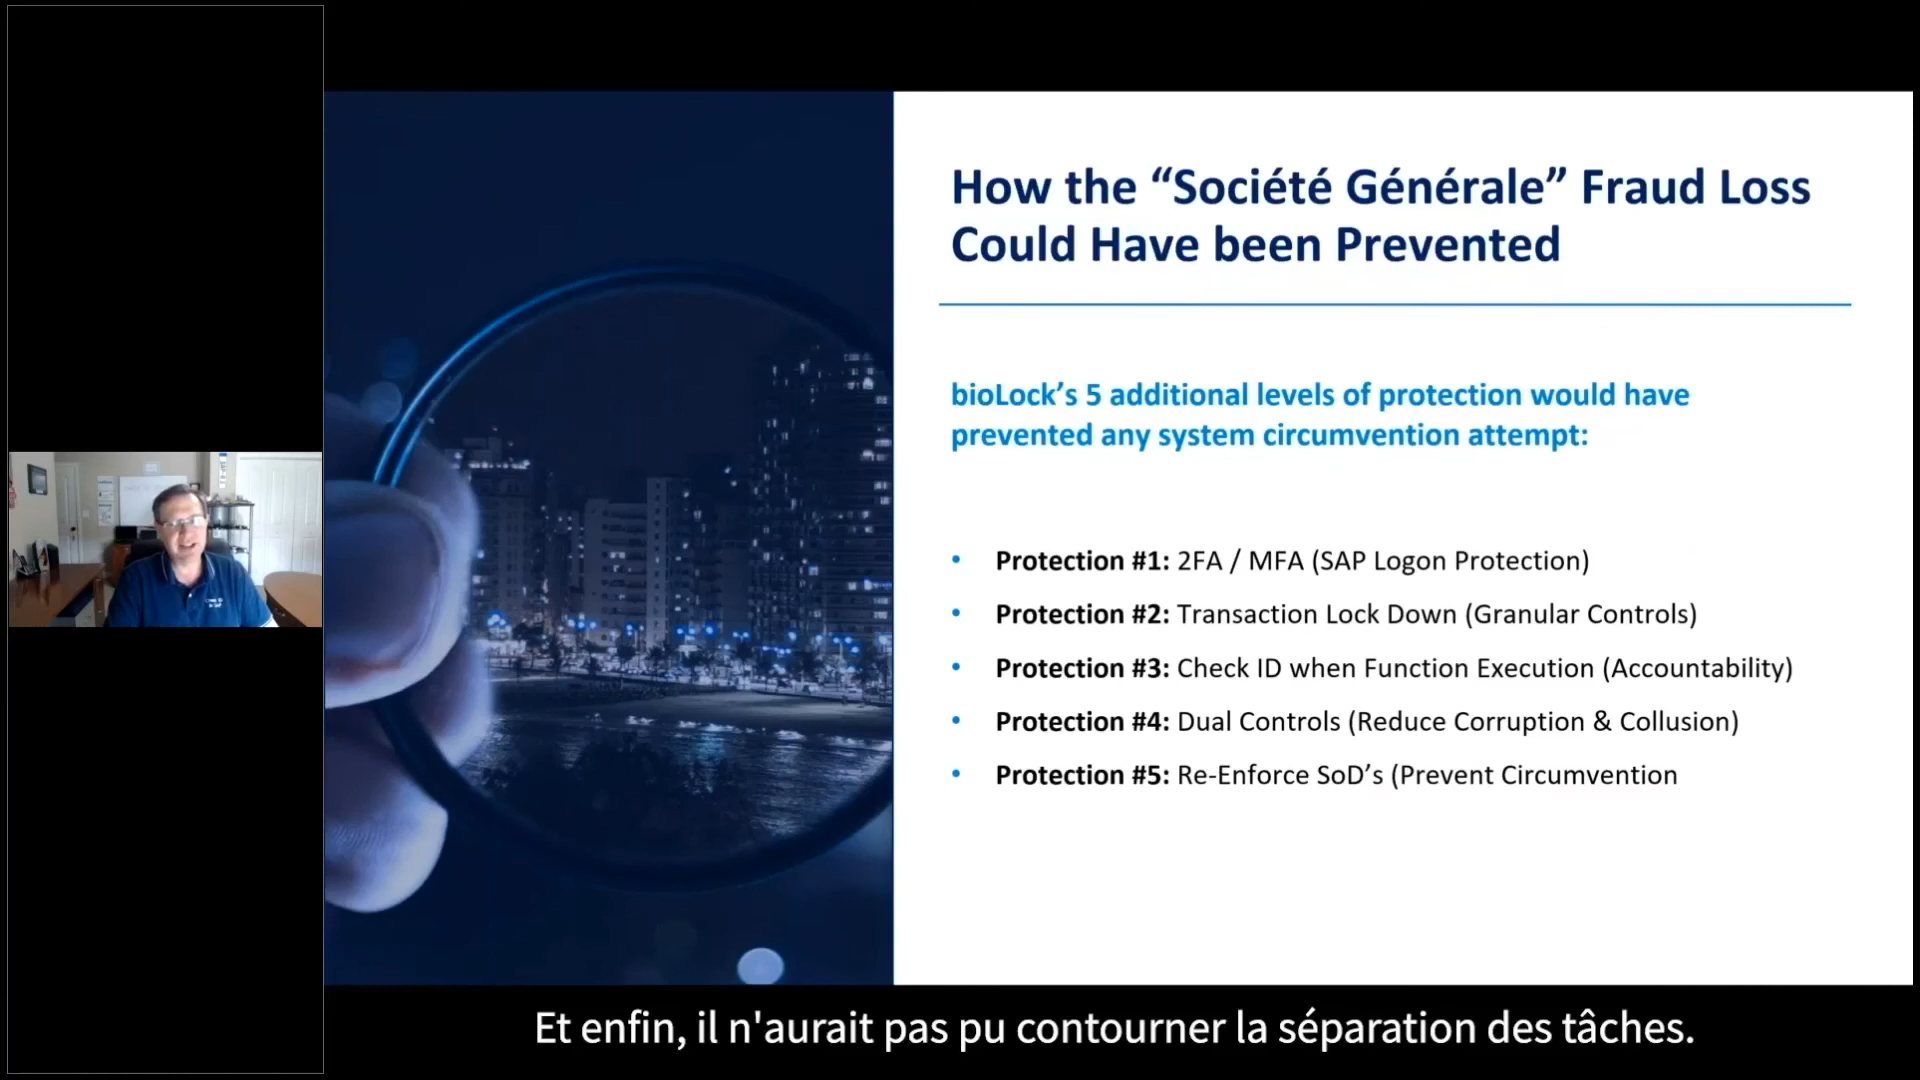 How the “Société Générale” Fraud Loss
Could Have been Prevented
bioLock’s 5 additional levels of protection would have
prevented any system circumvention attempt:
• Protection #1: 2FA / MFA (SAP Logon Protection)
• Protection #2: Transaction Lock Down (Granular Controls)
• Protection #3: Check ID when Function Execution (Accountability)
• Protection #4: Dual Controls (Reduce Corruption & Collusion)
• Protection #5: Re-Enforce SoD’s (Prevent Circumvention
Et enfin, il n'aurait pas pu contourner la séparation des tâches.